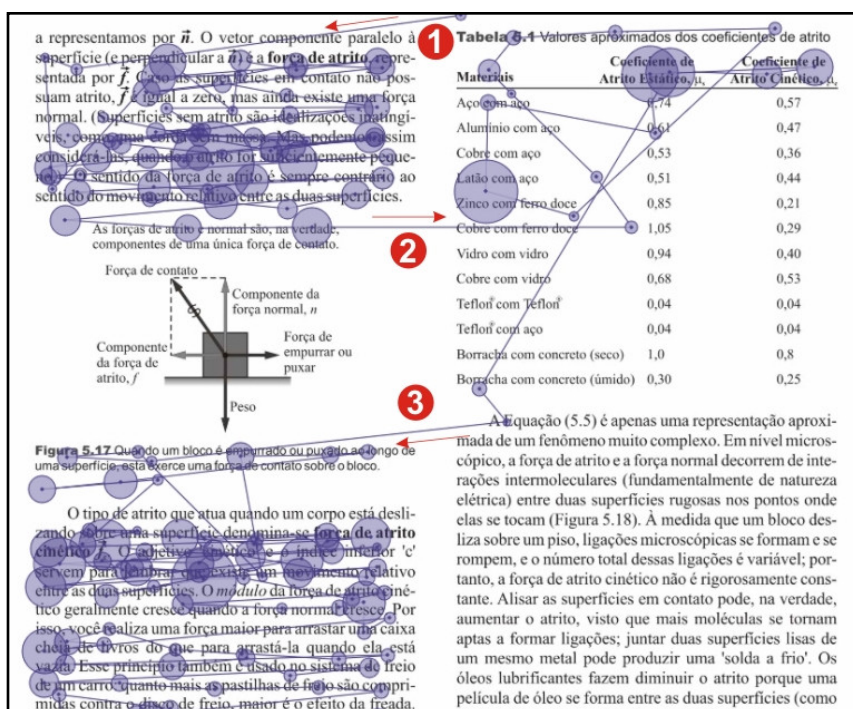 a representamos por n⃗. O vetor componente paralelo à
superfície (e perpendicular a n⃗) é a força de atrito, repre-
sentada por f⃗. Caso as superfícies em contato não pos-
suam atrito, f⃗ é igual a zero, mas ainda existe uma força
normal. (Superfícies sem atrito são idealizações inatingí-
veis, como uma corda sem massa. Mas podemos assim
considerá-las, quando o atrito for suficientemente peque-
no.) O sentido da força de atrito é sempre contrário ao
sentido do movimento relativo entre as duas superfícies.
As forças de atrito e normal são, na verdade,
componentes de uma única força de contato.
Força de contato
Componente da
força normal, n
Componente
da força de
atrito, f
Força de
empurrar ou
puxar
Peso
Figura 5.17 Quando um bloco é empurrado ou puxado ao longo de
uma superfície, esta exerce uma força de contato sobre o bloco.
O tipo de atrito que atua quando um corpo está desli-
zando sobre uma superfície denomina-se força de atrito
cinético f⃗c. O adjetivo 'cinético' e o índice inferior 'c'
servem para lembrar que existe um movimento relativo
entre as duas superfícies. O módulo da força de atrito ciné-
tico geralmente cresce quando a força normal cresce. Por
isso, você realiza uma força maior para arrastar uma caixa
cheia de livros do que para arrastá-la quando ela está
vazia. Esse princípio também é usado no sistema de freio
de um carro: quanto mais as pastilhas de freio são compri-
midas contra o disco de freio, maior é o efeito da freada.
1
2
3
Tabela 5.1 Valores aproximados dos coeficientes de atrito
Materiais Coeficiente de Atrito Estático, μs Coeficiente de Atrito Cinético, μc
Aço com aço 0,74 0,57
Alumínio com aço 0,61 0,47
Cobre com aço 0,53 0,36
Latão com aço 0,51 0,44
Zinco com ferro doce 0,85 0,21
Cobre com ferro doce 1,05 0,29
Vidro com vidro 0,94 0,40
Cobre com vidro 0,68 0,53
Teflon® com Teflon® 0,04 0,04
Teflon® com aço 0,04 0,04
Borracha com concreto (seco) 1,0 0,8
Borracha com concreto (úmido) 0,30 0,25
A Equação (5.5) é apenas uma representação aproxi-
mada de um fenômeno muito complexo. Em nível micros-
cópico, a força de atrito e a força normal decorrem de inte-
rações intermoleculares (fundamentalmente de natureza
elétrica) entre duas superfícies rugosas nos pontos onde
elas se tocam (Figura 5.18). À medida que um bloco des-
liza sobre um piso, ligações microscópicas se formam e se
rompem, e o número total dessas ligações é variável; por-
tanto, a força de atrito cinético não é rigorosamente cons-
tante. Alisar as superfícies em contato pode, na verdade,
aumentar o atrito, visto que mais moléculas se tornam
aptas a formar ligações; juntar duas superfícies lisas de
um mesmo metal pode produzir uma 'solda a frio'. Os
óleos lubrificantes fazem diminuir o atrito porque uma
película de óleo se forma entre as duas superfícies (como